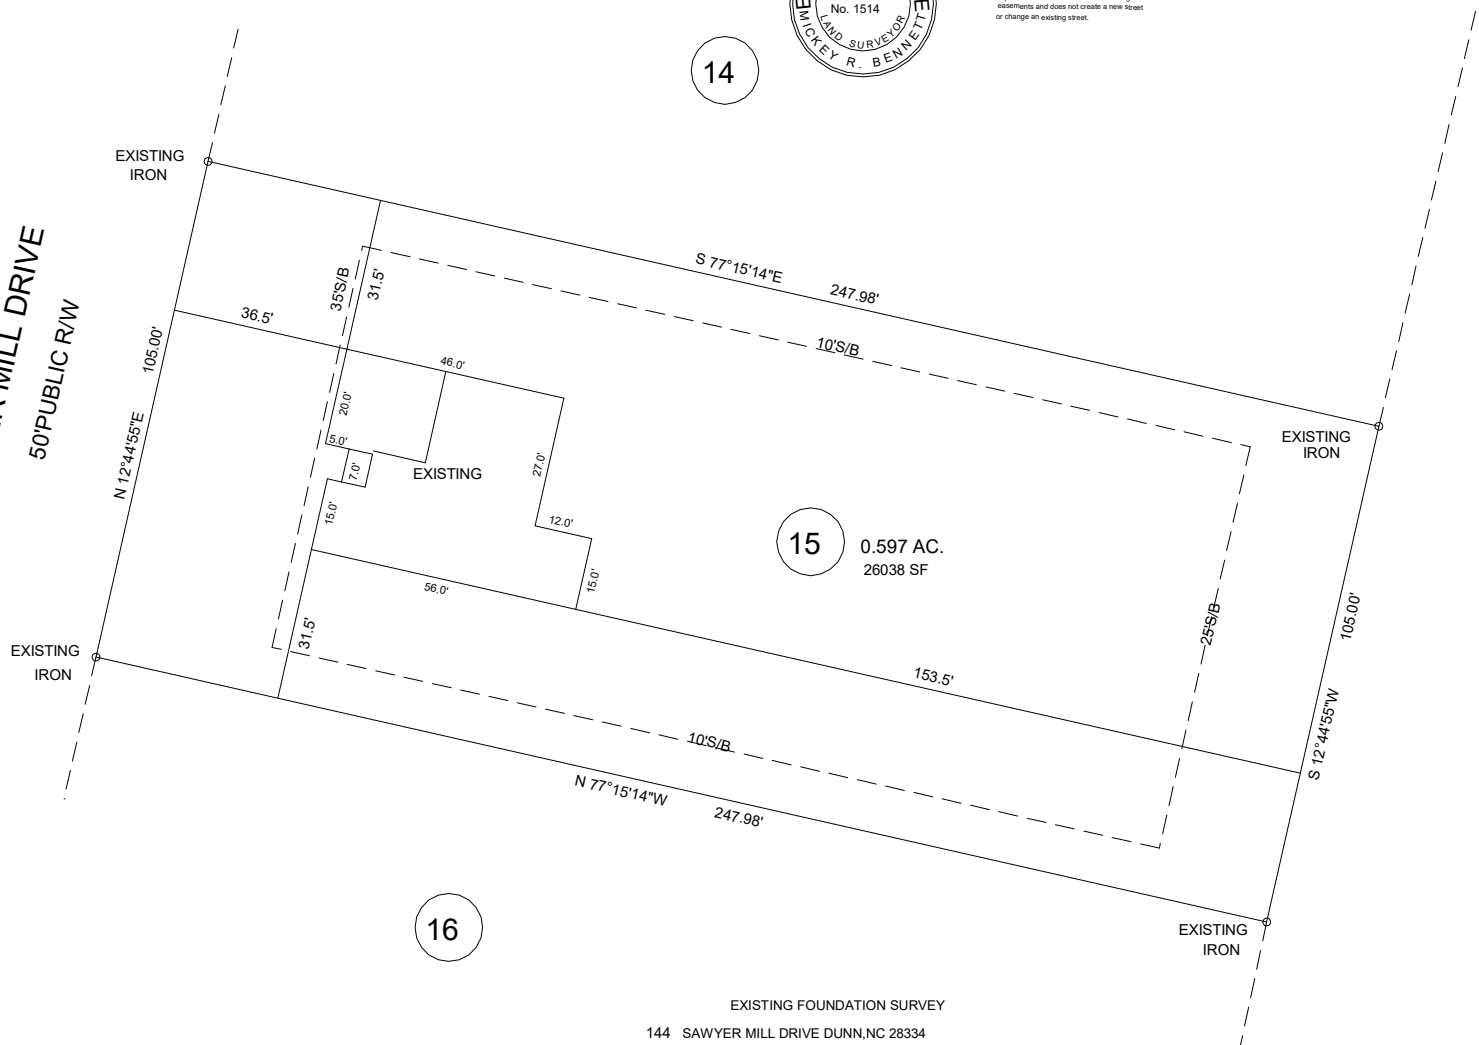 No. 1514
LAND SURVEYOR
MICKEY R. BENNETT
easements and does not create a new street
or change an existing street.
14
EXISTING
IRON
MILL DRIVE
50'PUBLIC R/W
N 12°44'55"E
105.00'
S 77°15'14"E
247.98'
35'S/B
31.5'
36.5'
10'S/B
46.0'
20.0'
5.0'
7.0'
EXISTING
27.0'
15.0'
12.0'
15.0'
56.0'
15
0.597 AC.
26038 SF
EXISTING
IRON
25'S/B
105.00'
S 12°44'55"W
EXISTING
IRON
31.5'
153.5'
10'S/B
N 77°15'14"W
247.98'
16
EXISTING
IRON
EXISTING FOUNDATION SURVEY
144 SAWYER MILL DRIVE DUNN,NC 28334